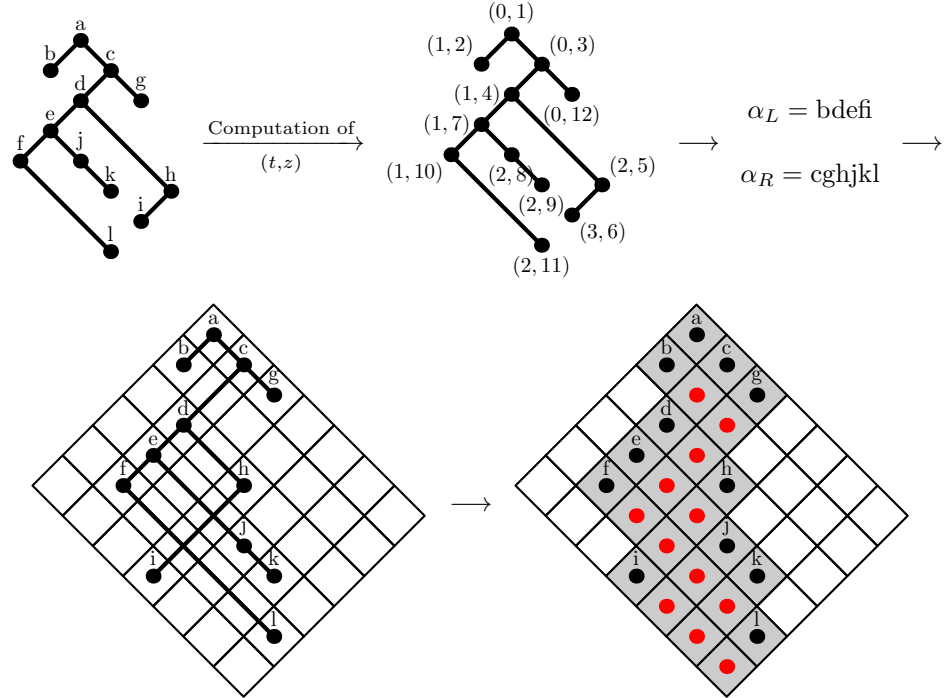 a
b
c
d
g
e
f
j
k
h
i
l
Computation of
(t,z)
(0, 1)
(1, 2)
(0, 3)
(1, 4)
(0, 12)
(1, 7)
(1, 10)
(2, 8)
(2, 5)
(2, 9)
(3, 6)
(2, 11)
α_L = bdefi
α_R = cghjkl
a
b
c
g
d
e
f
h
j
i
k
l
a
b
c
g
d
e
f
h
j
i
k
l